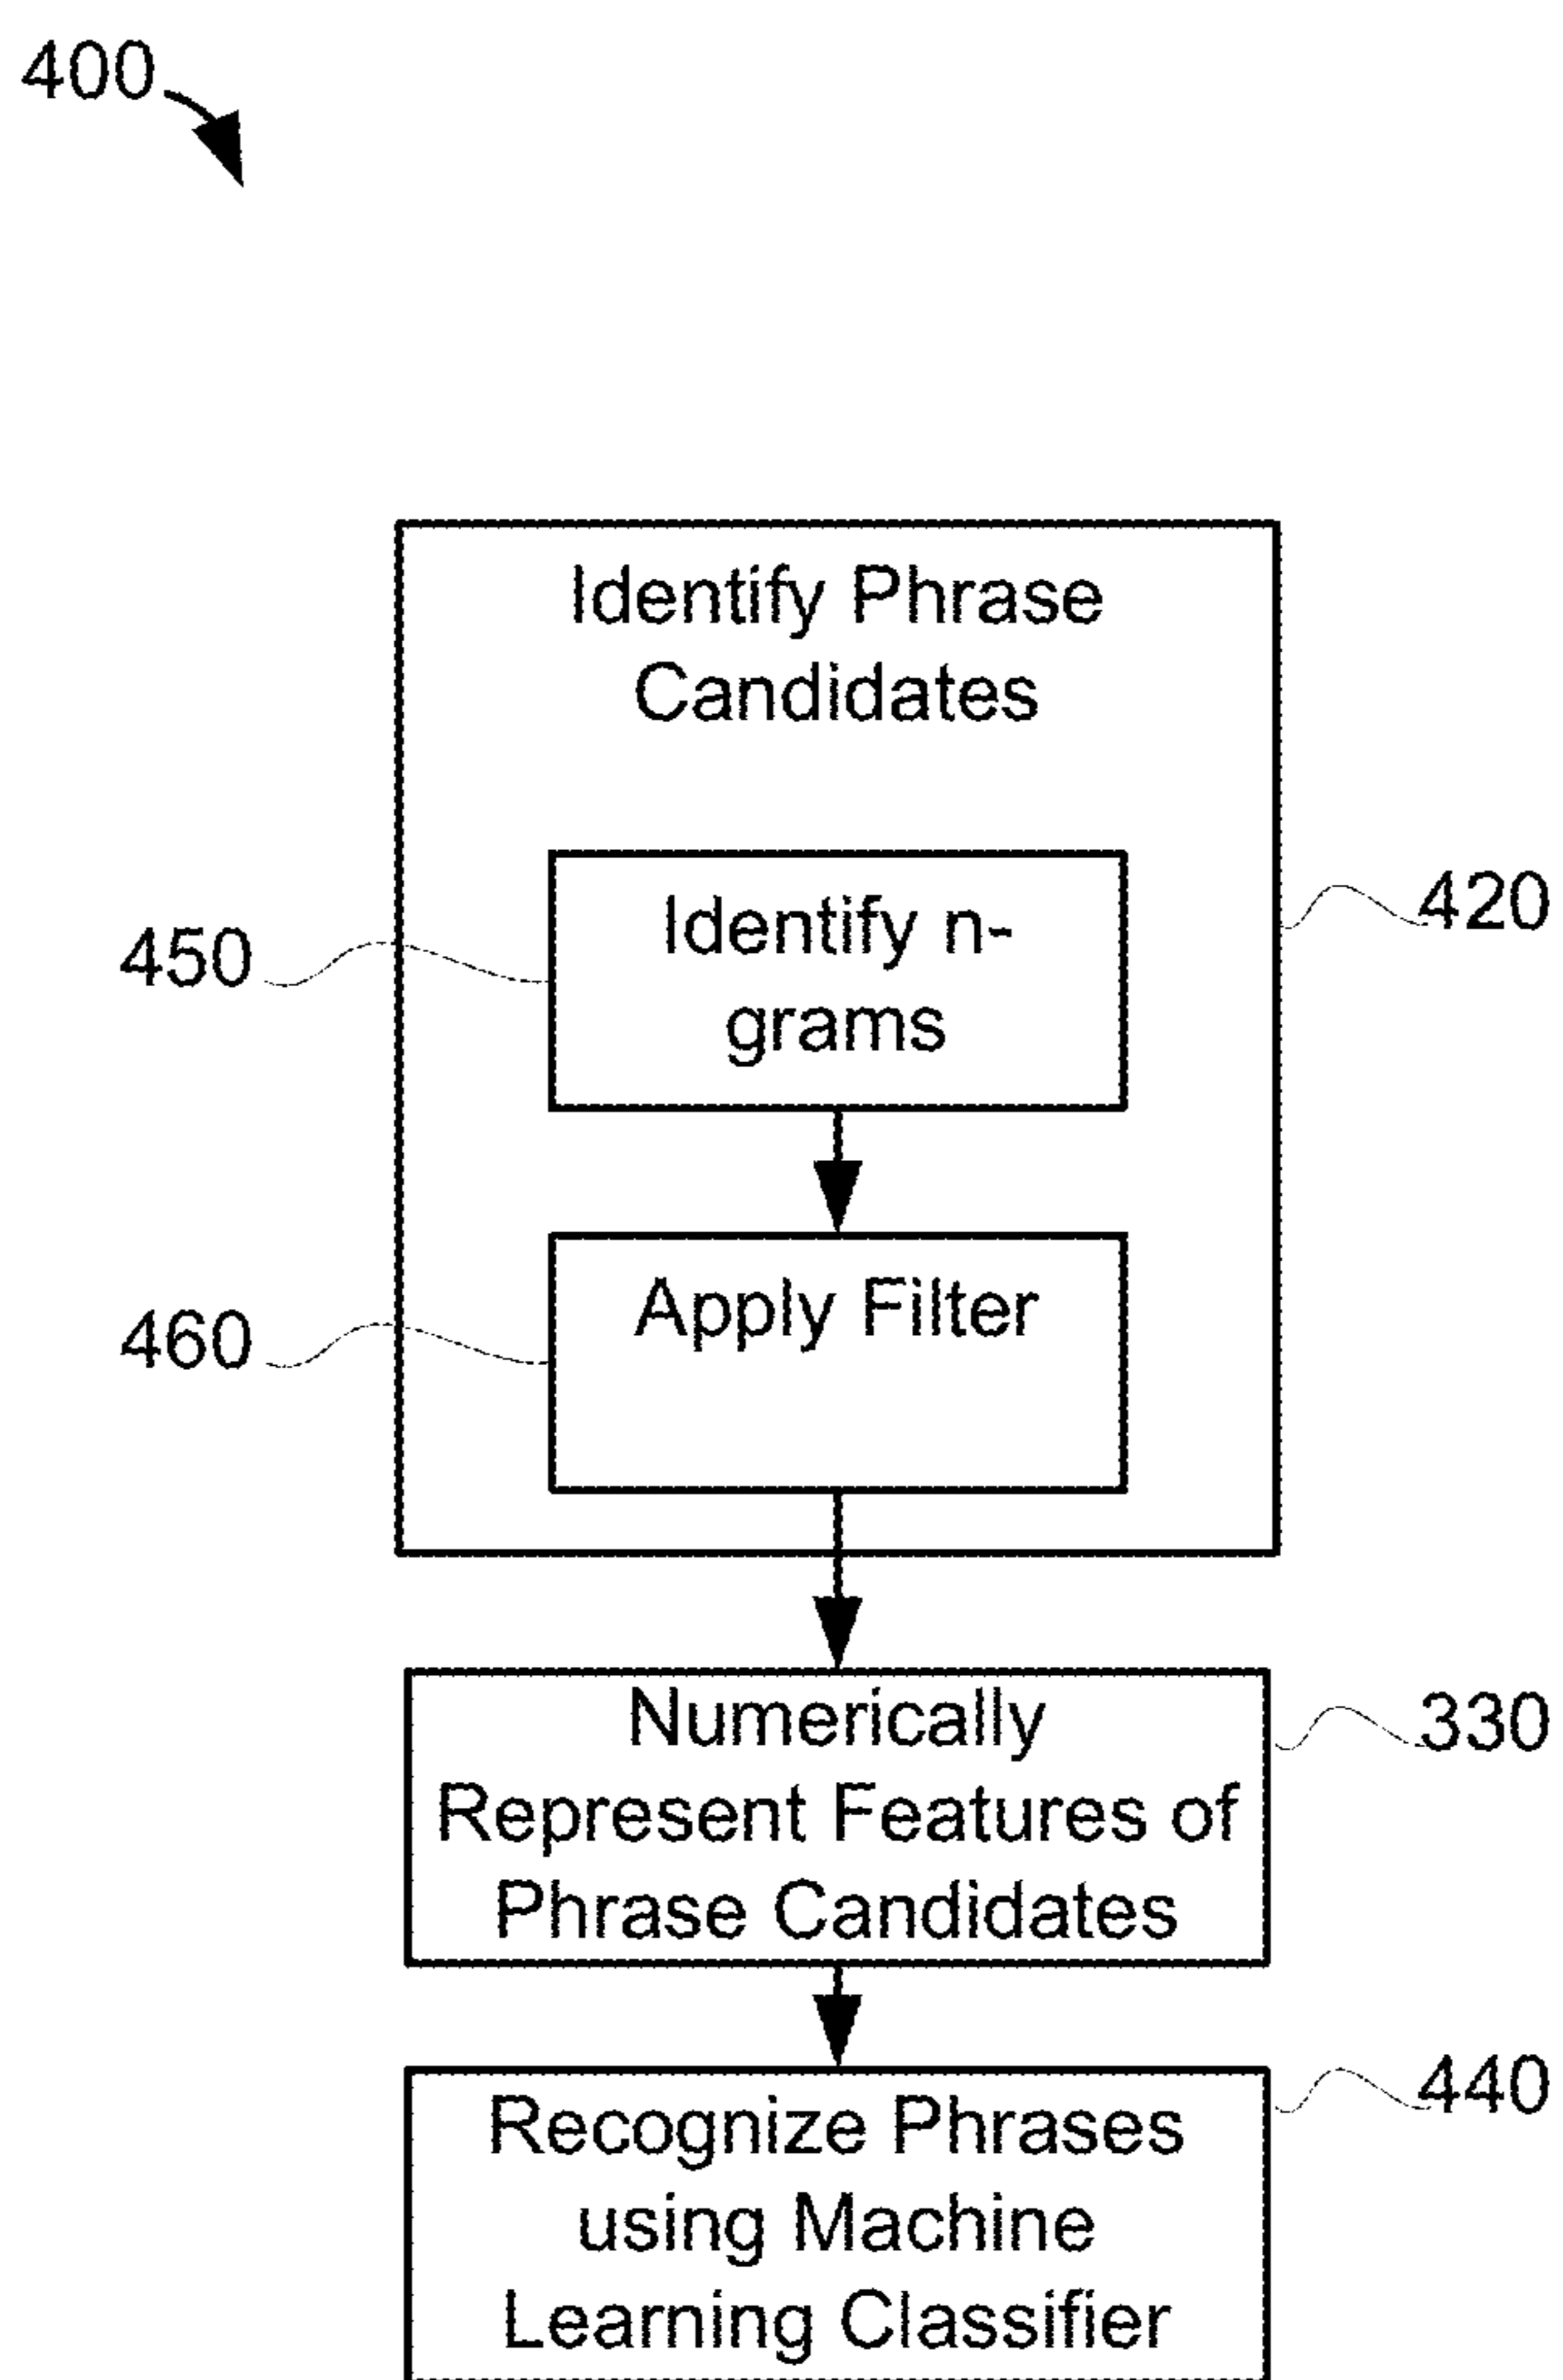 400
Identify Phrase
Candidates
420
450
Identify n-
grams
460
Apply Filter
Numerically
Represent Features of
Phrase Candidates
330
Recognize Phrases
using Machine
Learning Classifier
440